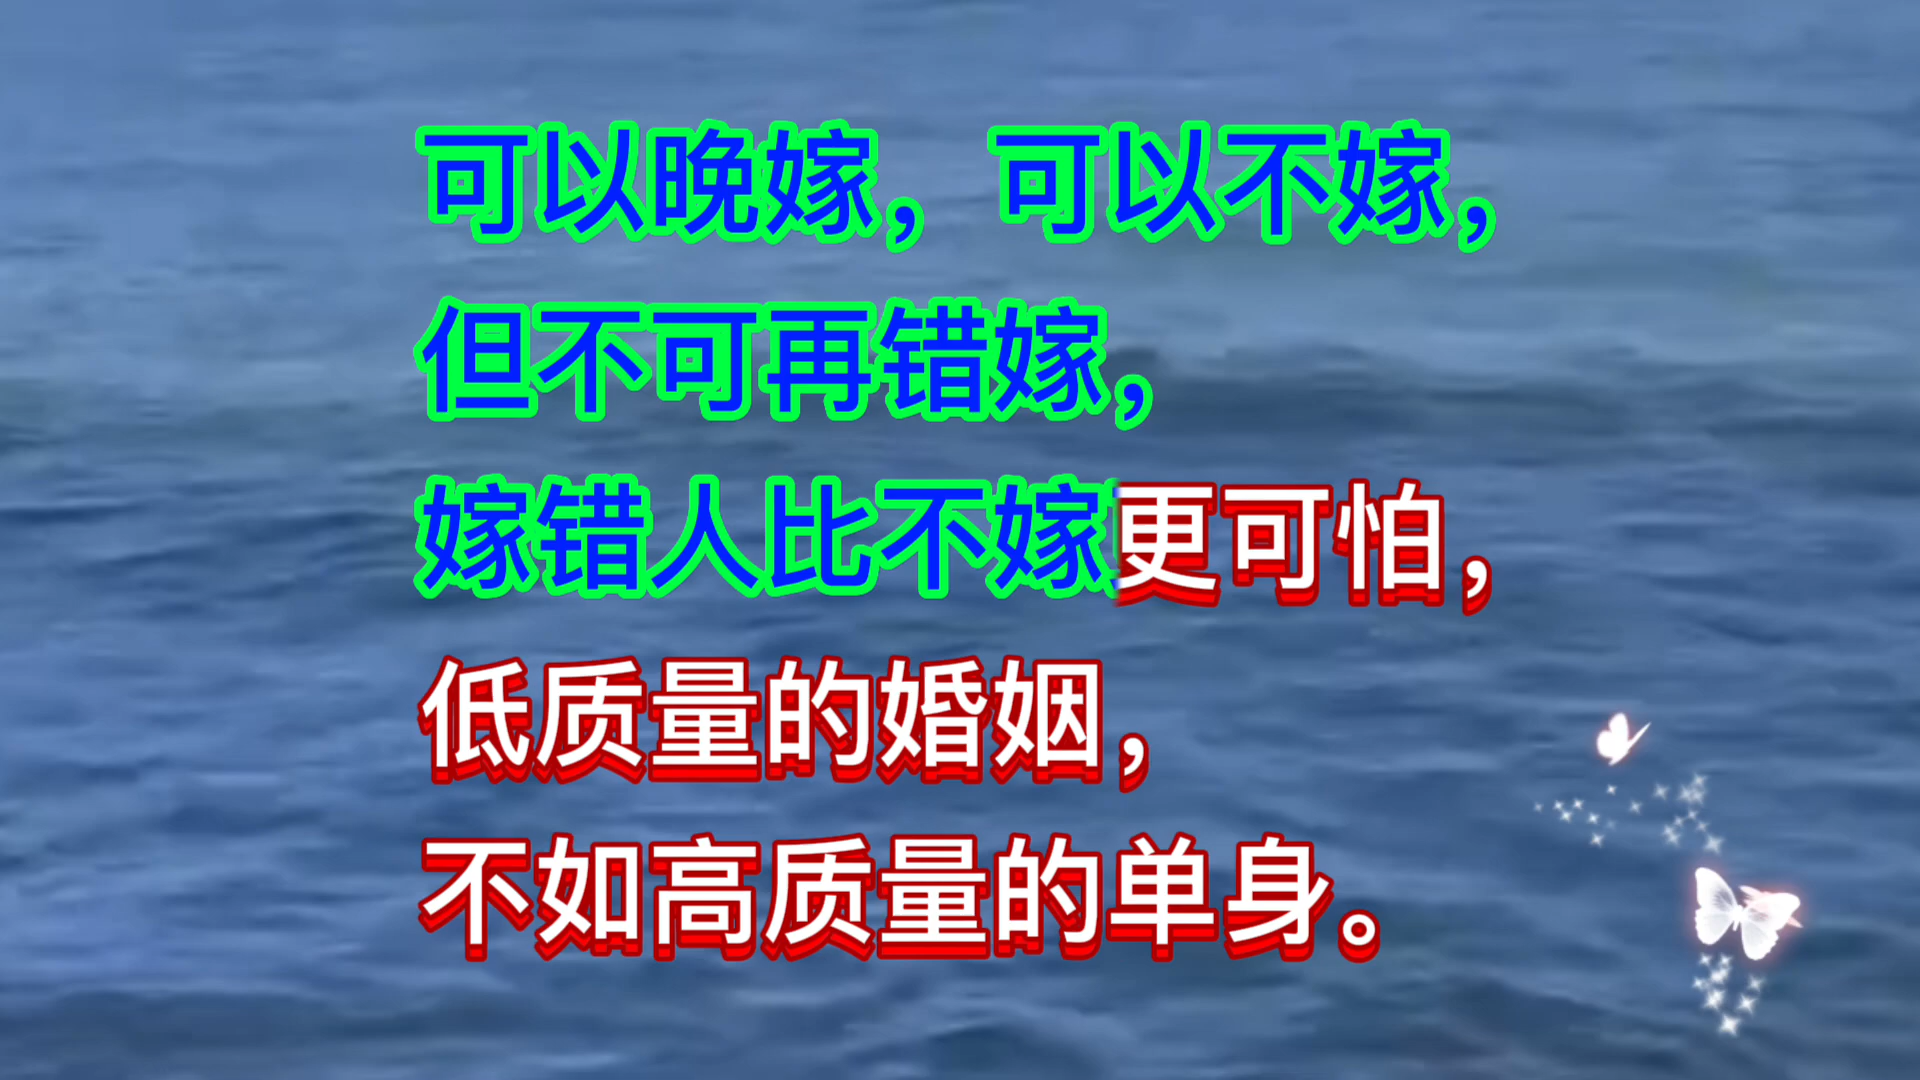 可以晚嫁，可以不嫁，
但不可再错嫁，
嫁错人比不嫁更可怕，
低质量的婚姻，
不如高质量的单身。